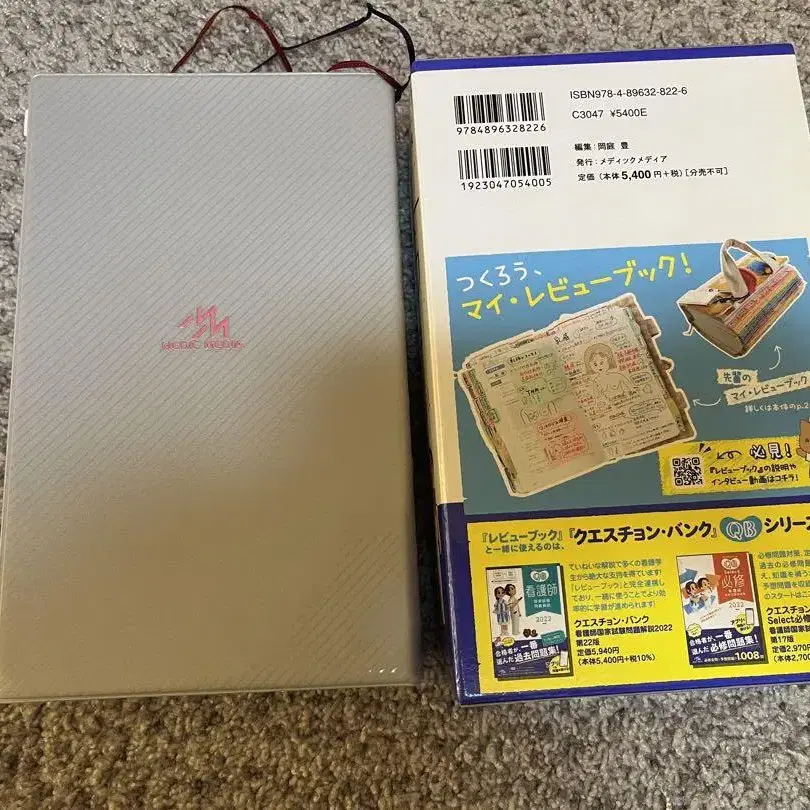 MEDIC MEDIA
ISBN978-4-89632-822-6
C3047 ¥5400E
9784896328226
編集：岡庭 豊
発行：メディックメディア
1923047054005
定価（本体5,400円+税）[分売不可]
つくろう、
マイ・レビューブック！
先輩の
マイ・レビューブック
詳しくは本体のp.2
必見！
『レビューブック』の説明や
インタビュー動画はコチラ！
『レビューブック』
と一緒に使えるのは、
『クエスチョン・バンク』QBシリーズ
ていねいな解説で多くの看護学
生から絶大な支持を得ています！
『レビューブック』と完全連携し
ており、一緒に使うことでより効
率的に学習が進められます！
クエスチョン・バンク
看護師国家試験問題解説2022
第22版
定価5,940円
（本体5,400円+税10%）
QB
看護師
2022
合格者が、一番
選んだ過去問題集！
必修問題対策、定
過去の必修問題
え、知識を補う
予想問題を収録
のスタートはこ
クエスチョン・バ
Select必修
看護師国家試
第17版
定価2,970円
（本体2,70
QB
Select
必修
2022
合格者が、一番
選んだ必修問題集！
1,008